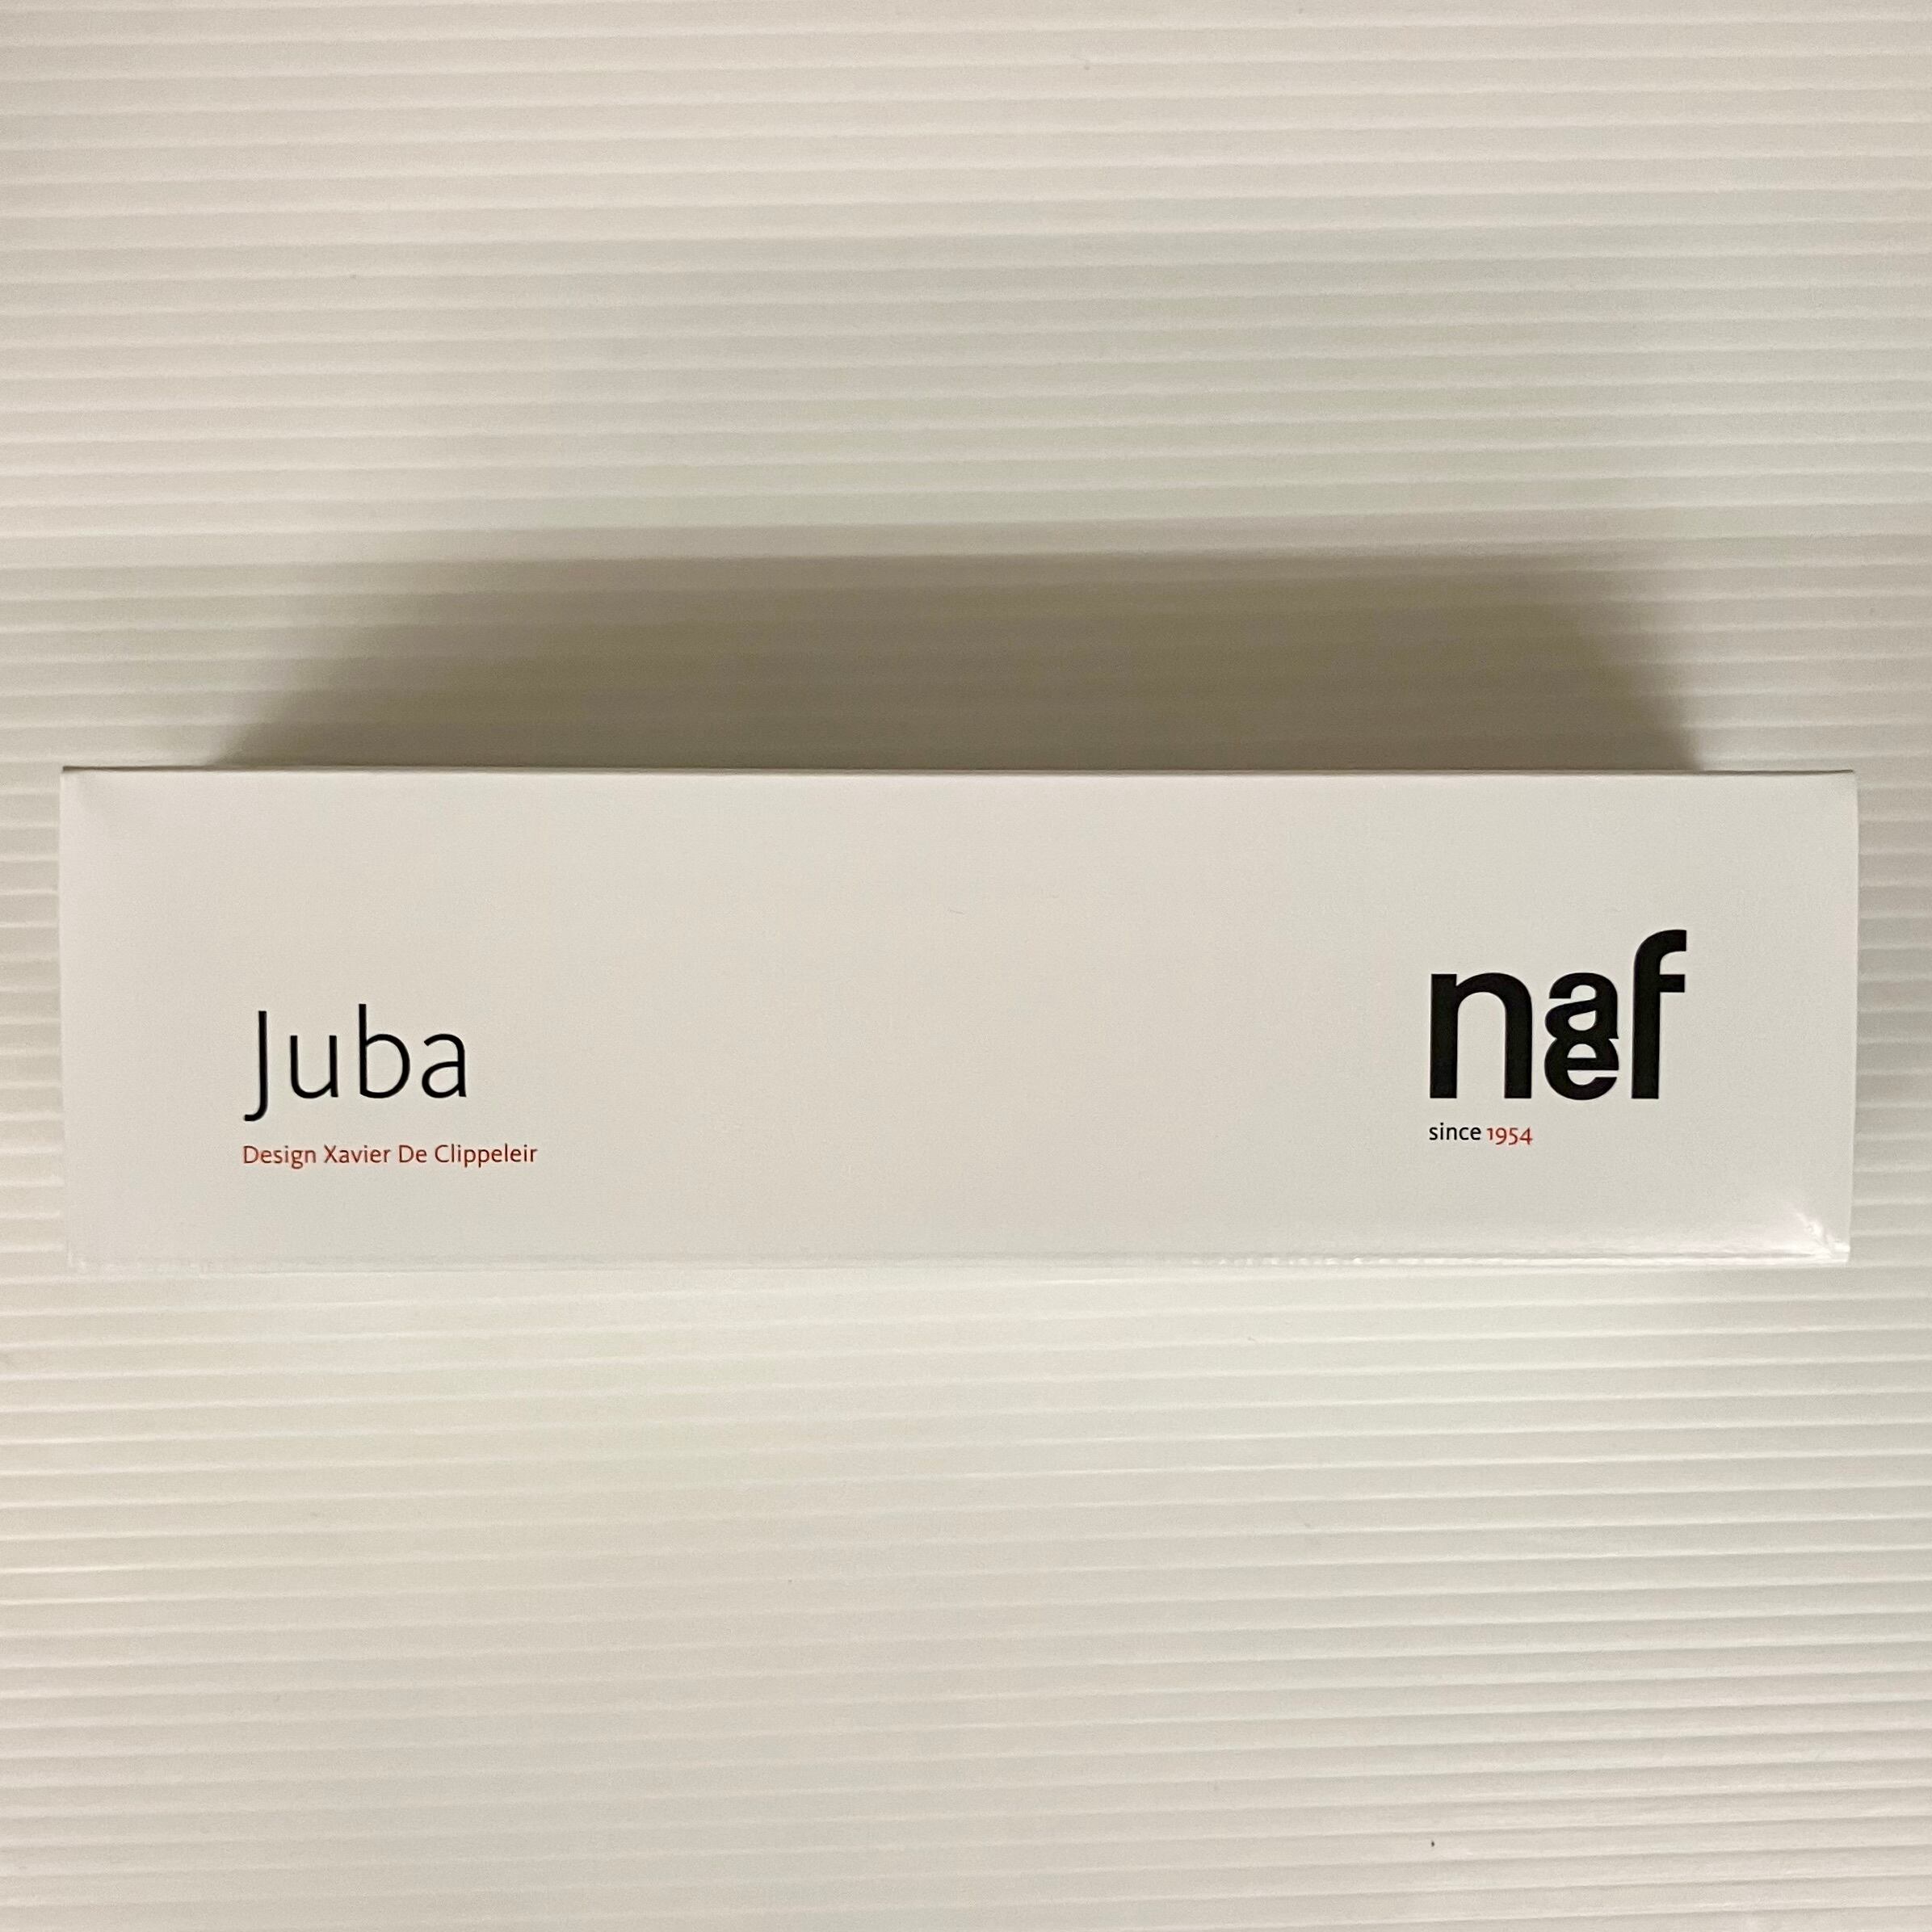 Juba
Design Xavier De Clippeleir
naef
since 1954